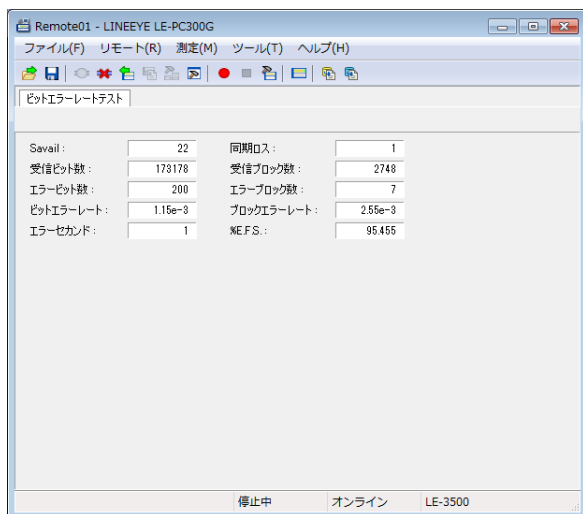 Remote01 - LINEEYE LE-PC300G
ファイル(F) リモート(R) 測定(M) ツール(T) ヘルプ(H)
ビットエラーレートテスト
Savail : 22 同期ロス : 1
受信ビット数 : 173178 受信ブロック数 : 2748
エラービット数 : 200 エラーブロック数 : 7
ビットエラーレート : 1.15e-3 ブロックエラーレート : 2.55e-3
エラーセカンド : 1 %E.F.S. : 95.455
停止中 オンライン LE-3500